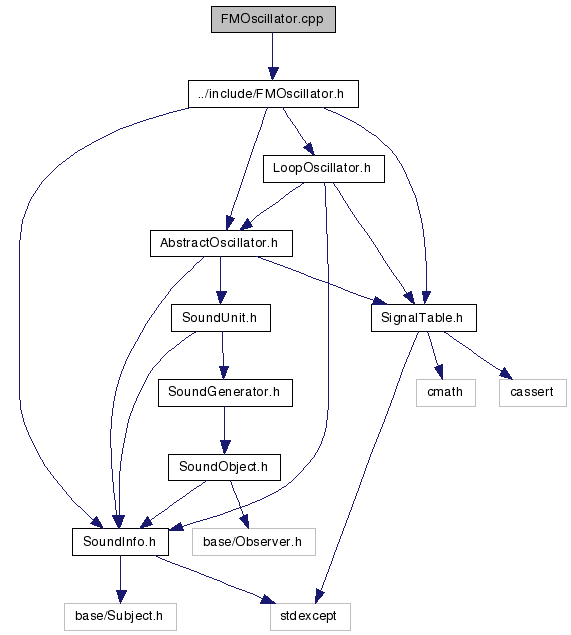 FMOscillator.cpp
../include/FMOscillator.h
LoopOscillator.h
AbstractOscillator.h
SoundUnit.h
SignalTable.h
SoundGenerator.h
cmath
cassert
SoundObject.h
SoundInfo.h
base/Observer.h
base/Subject.h
stdexcept